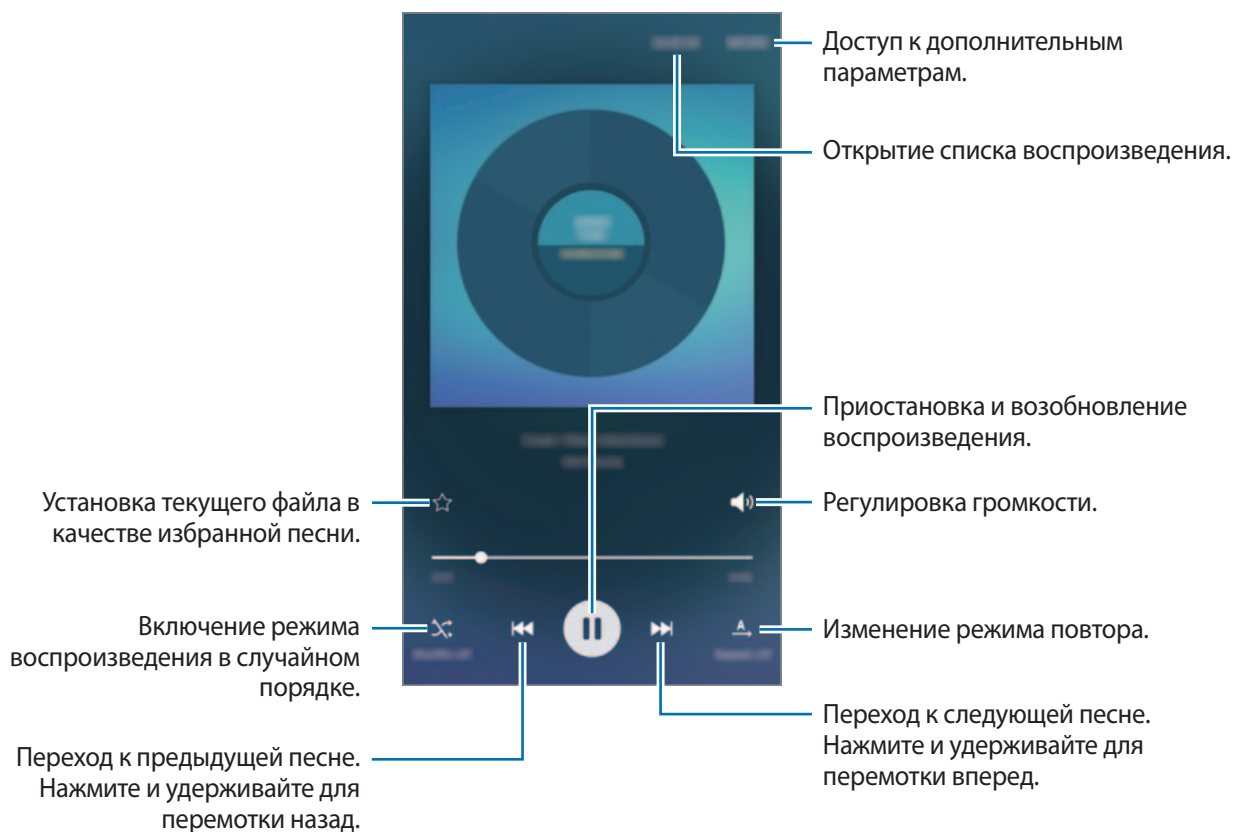 Доступ к дополнительным
параметрам.
Открытие списка воспроизведения.
Приостановка и возобновление
воспроизведения.
Установка текущего файла в
качестве избранной песни.
Регулировка громкости.
Включение режима
воспроизведения в случайном
порядке.
Изменение режима повтора.
Переход к следующей песне.
Нажмите и удерживайте для
перемотки вперед.
Переход к предыдущей песне.
Нажмите и удерживайте для
перемотки назад.